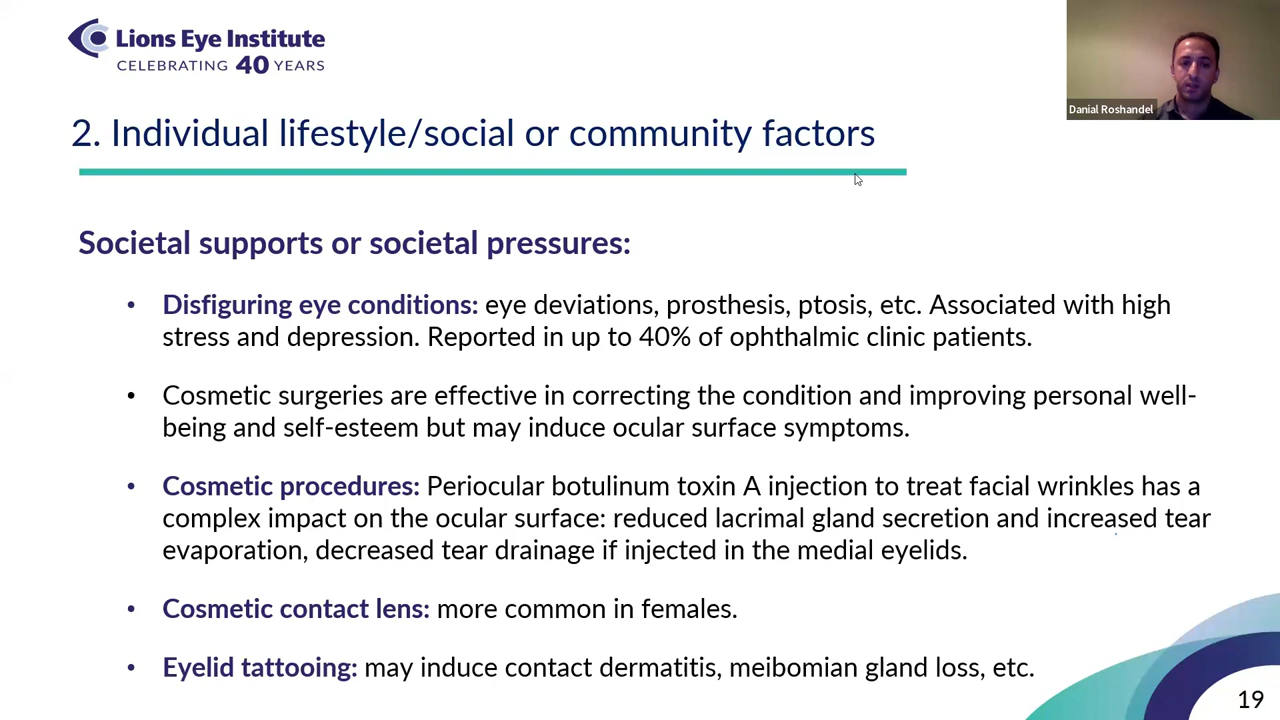 Lions Eye Institute
CELEBRATING 40 YEARS
Danial Roshandel
2. Individual lifestyle/social or community factors
Societal supports or societal pressures:
• Disfiguring eye conditions: eye deviations, prosthesis, ptosis, etc. Associated with high
stress and depression. Reported in up to 40% of ophthalmic clinic patients.
• Cosmetic surgeries are effective in correcting the condition and improving personal well-
being and self-esteem but may induce ocular surface symptoms.
• Cosmetic procedures: Periocular botulinum toxin A injection to treat facial wrinkles has a
complex impact on the ocular surface: reduced lacrimal gland secretion and increased tear
evaporation, decreased tear drainage if injected in the medial eyelids.
• Cosmetic contact lens: more common in females.
• Eyelid tattooing: may induce contact dermatitis, meibomian gland loss, etc.
19